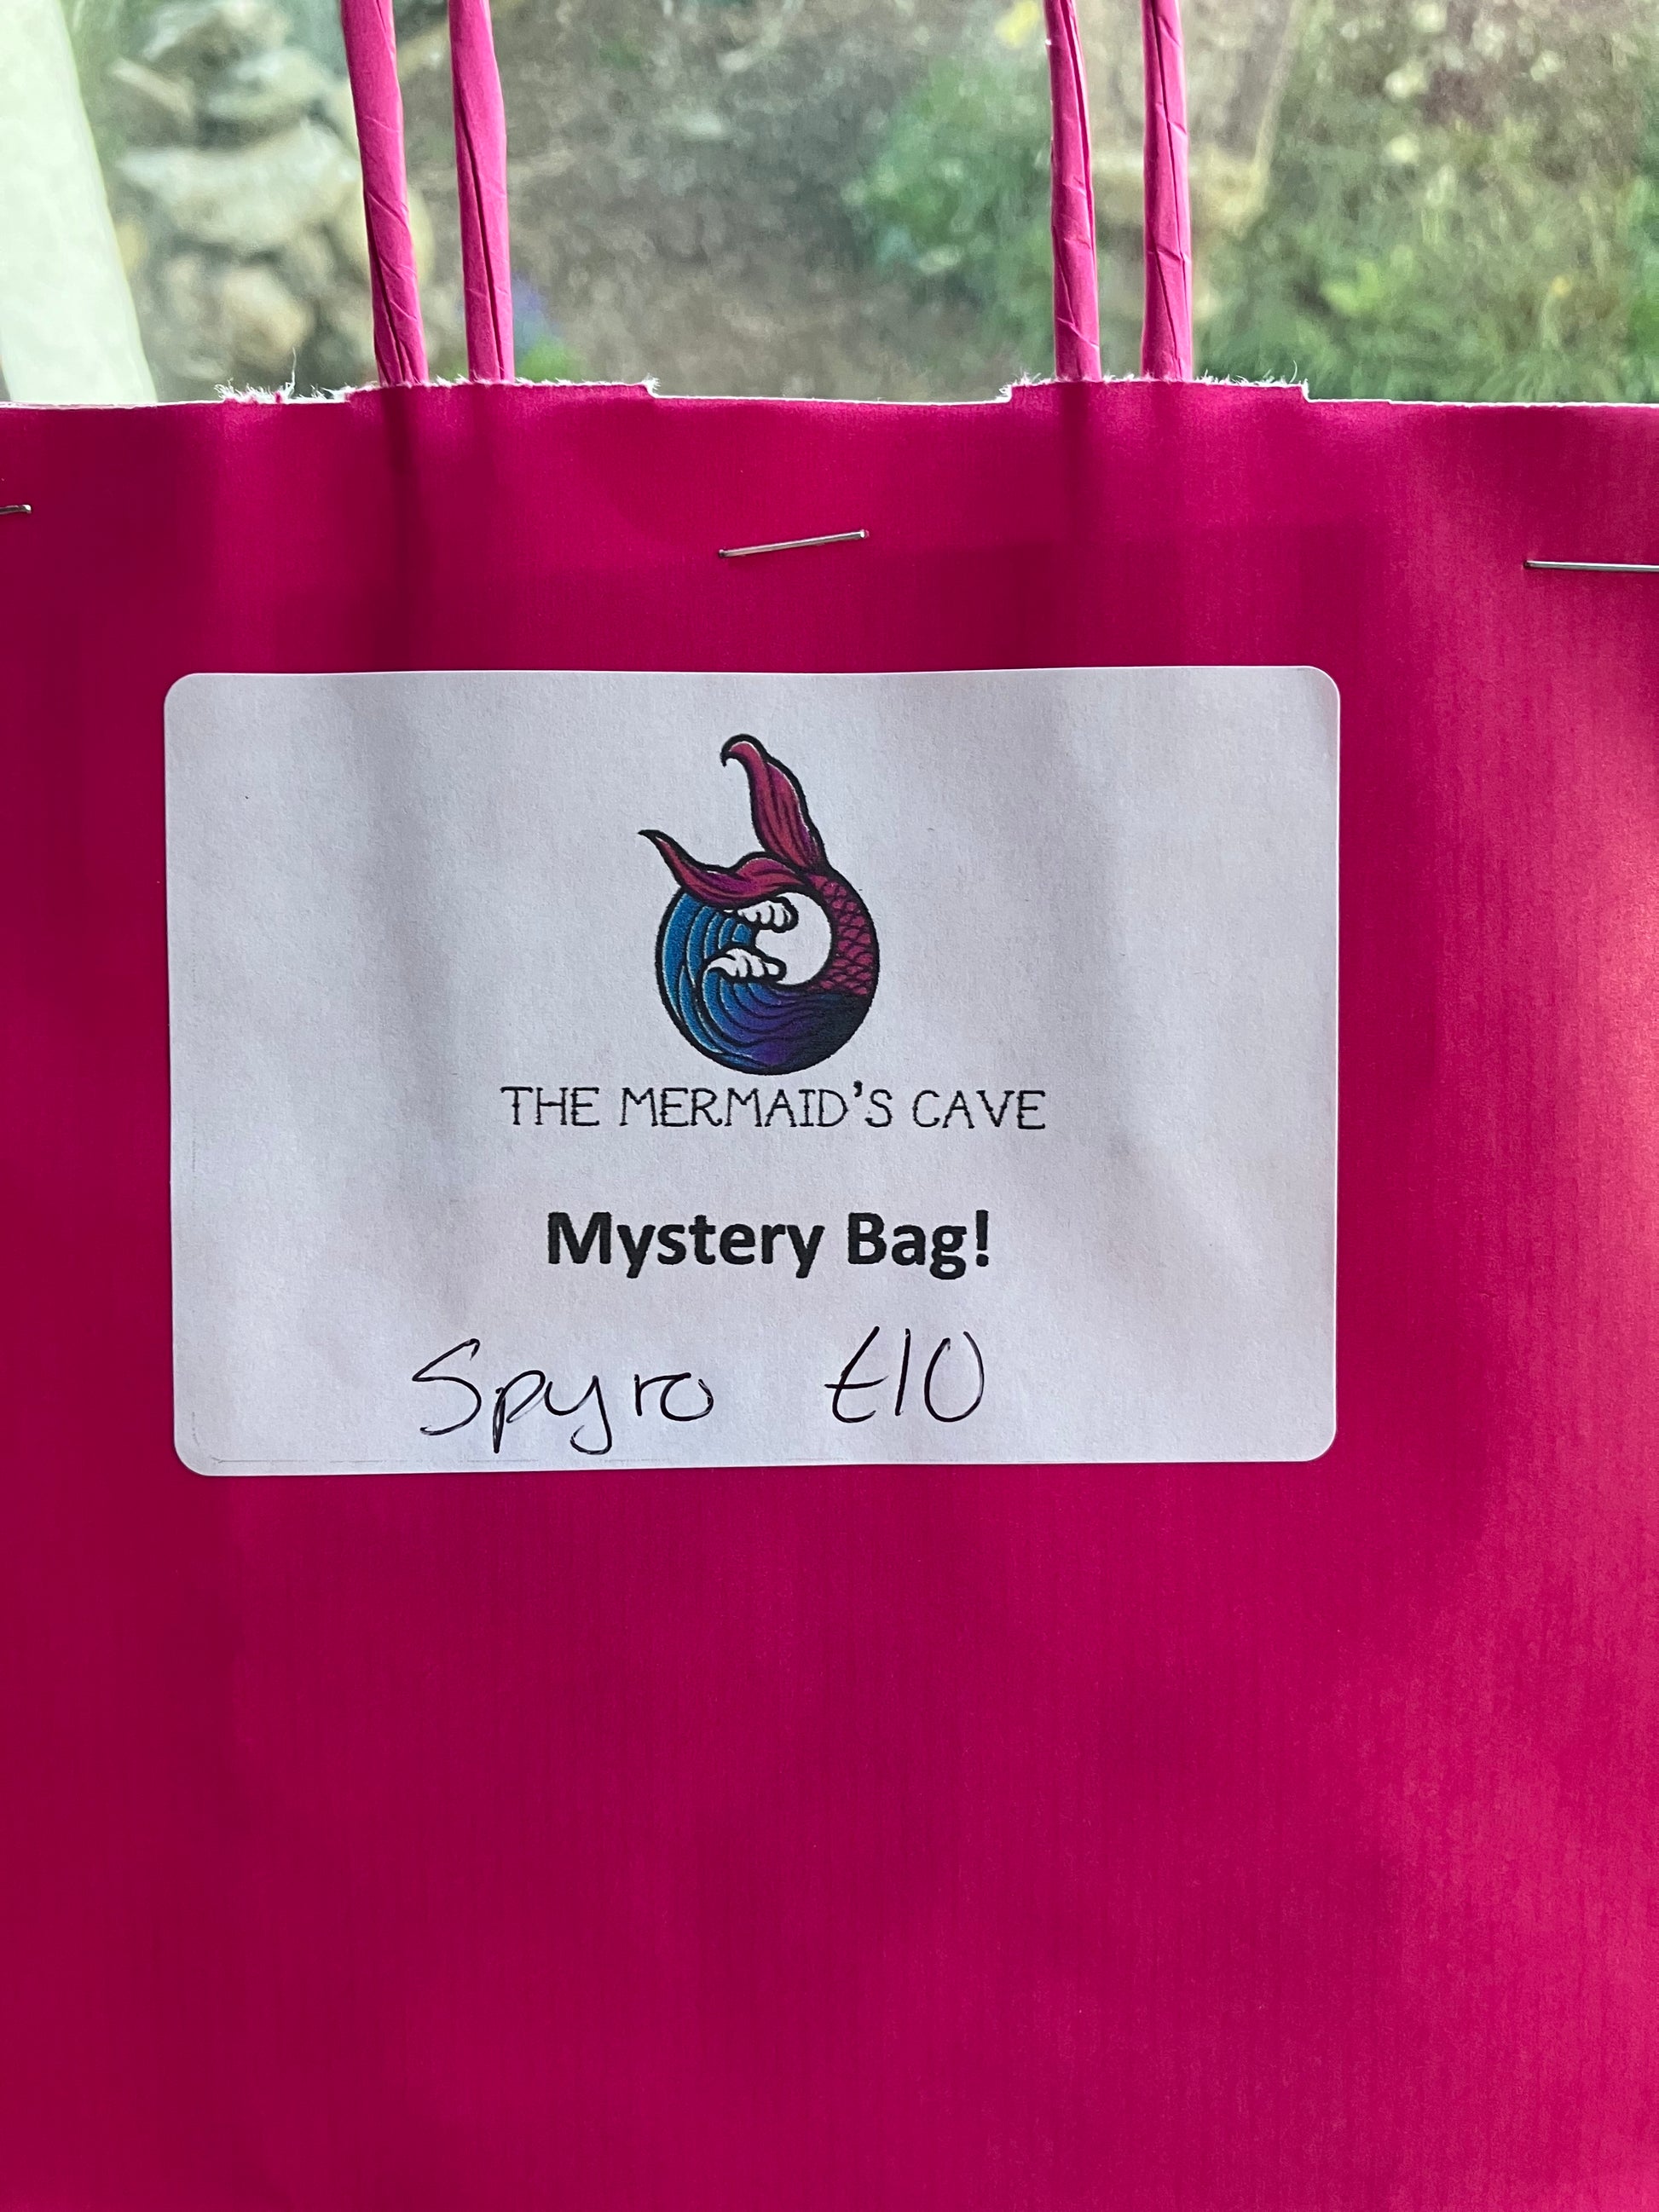 THE MERMAID'S CAVE
Mystery Bag!
Spyro £10